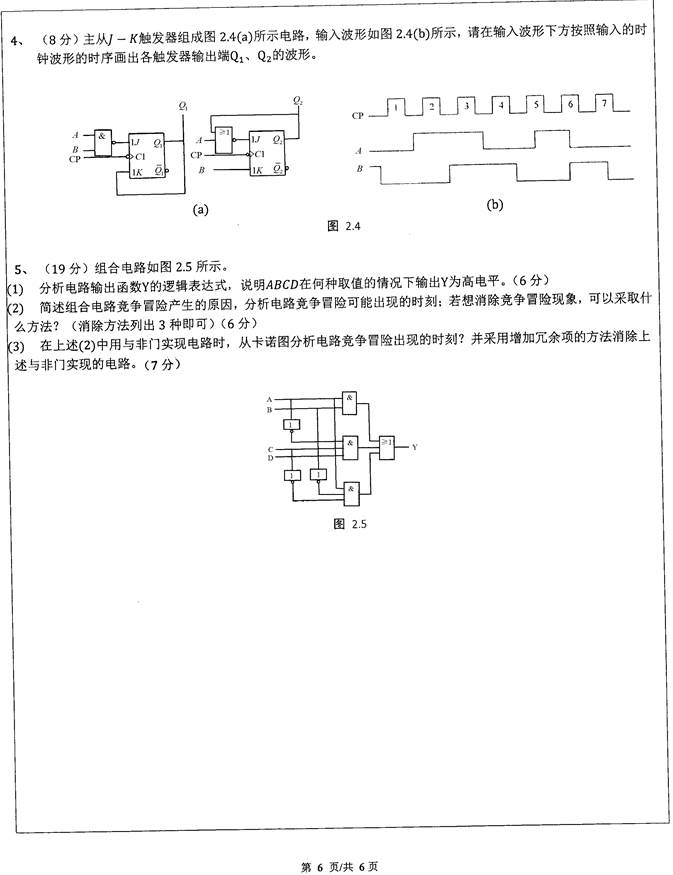 4、 （8 分）主从J－K触发器组成图 2.4(a)所示电路，输入波形如图 2.4(b)所示，请在输入波形下方按照输入的时
钟波形的时序画出各触发器输出端Q₁、Q₂的波形。
Q₁
Q₂
A
B
CP
&
1J
C1
1K
Q₁
Q̅₁
A
CP
B
≥1
1J
C1
1K
Q₂
Q̅₂
CP
1 2 3 4 5 6 7
A
B
(a)
(b)
图 2.4
5、 （19 分）组合电路如图 2.5 所示。
(1) 分析电路输出函数Y的逻辑表达式，说明ABCD在何种取值的情况下输出Y为高电平。（6 分）
(2) 简述组合电路竞争冒险产生的原因，分析电路竞争冒险可能出现的时刻；若想消除竞争冒险现象，可以采取什
么方法？（消除方法列出 3 种即可）（6 分）
(3) 在上述(2)中用与非门实现电路时，从卡诺图分析电路竞争冒险出现的时刻？并采用增加冗余项的方法消除上
述与非门实现的电路。（7 分）
A
B
&
1
C
D
&
≥1
Y
1
1
&
图 2.5
第 6 页/共 6 页